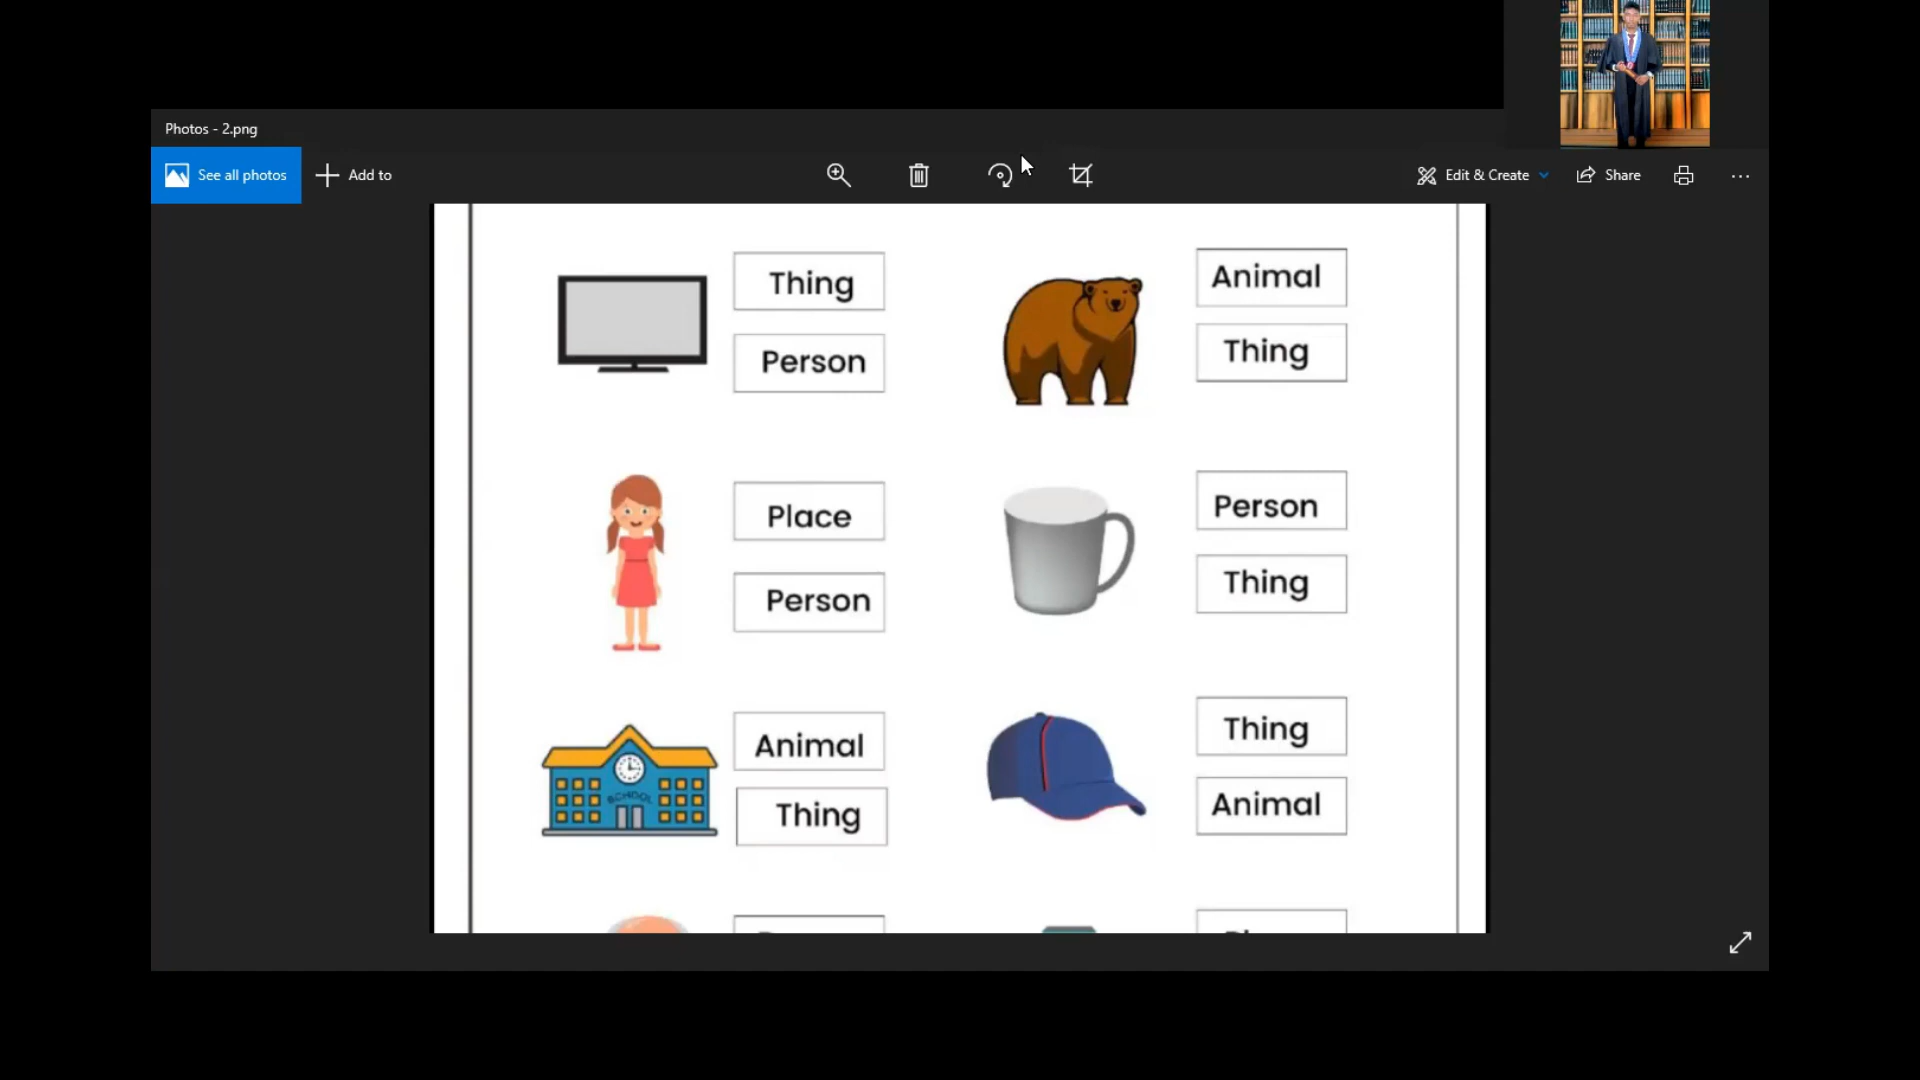 Photos - 2.png
See all photos
Add to
Edit & Create
Share
Thing
Person
Animal
Thing
Place
Person
Person
Thing
SCHOOL
Animal
Thing
Thing
Animal